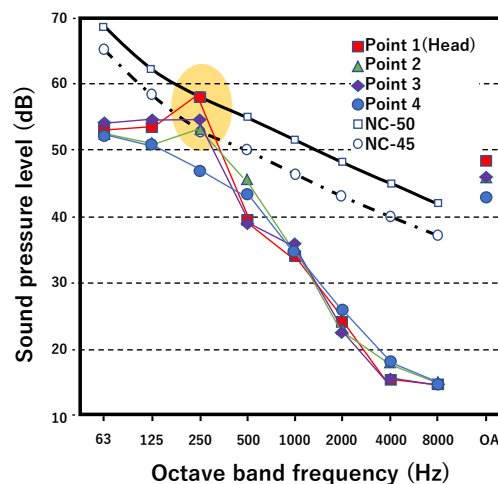 70
60
50
40
30
20
10
Sound pressure level (dB)
Point 1(Head)
Point 2
Point 3
Point 4
NC-50
NC-45
63 125 250 500 1000 2000 4000 8000 OA
Octave band frequency (Hz)